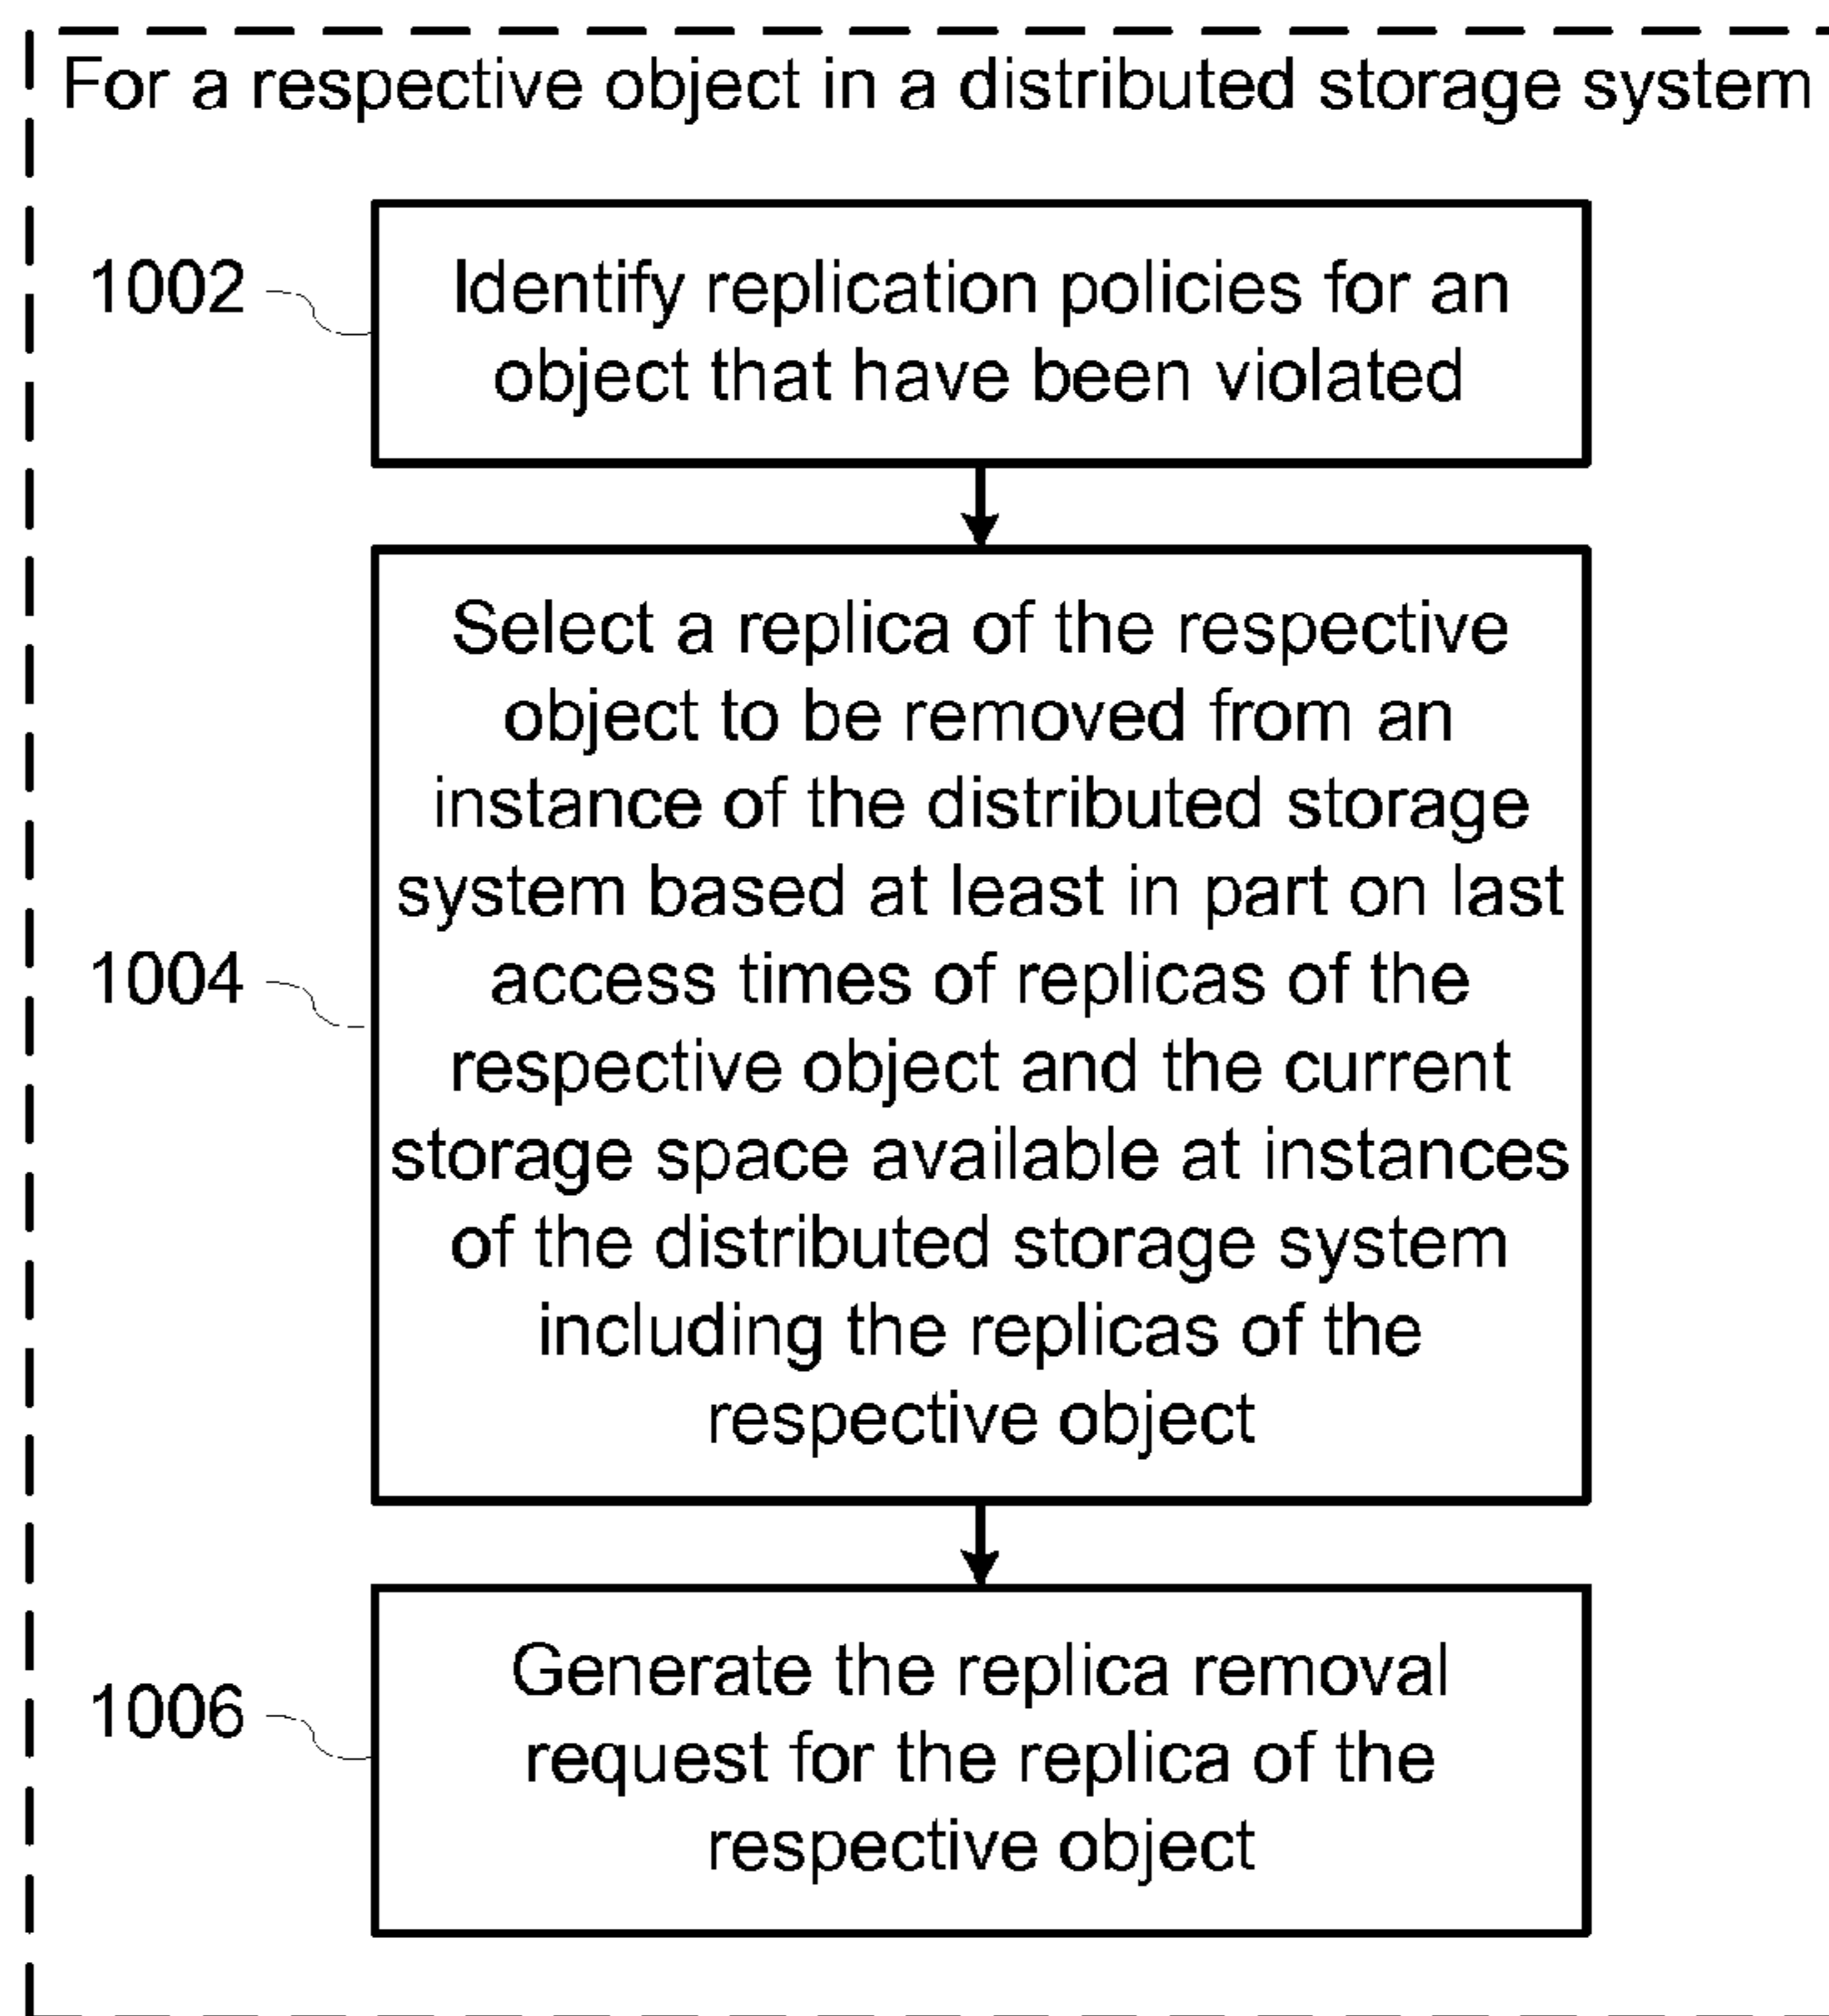 For a respective object in a distributed storage system
1002
Identify replication policies for an
object that have been violated
Select a replica of the respective
object to be removed from an
instance of the distributed storage
system based at least in part on last
1004
access times of replicas of the
respective object and the current
storage space available at instances
of the distributed storage system
including the replicas of the
respective object
1006
Generate the replica removal
request for the replica of the
respective object